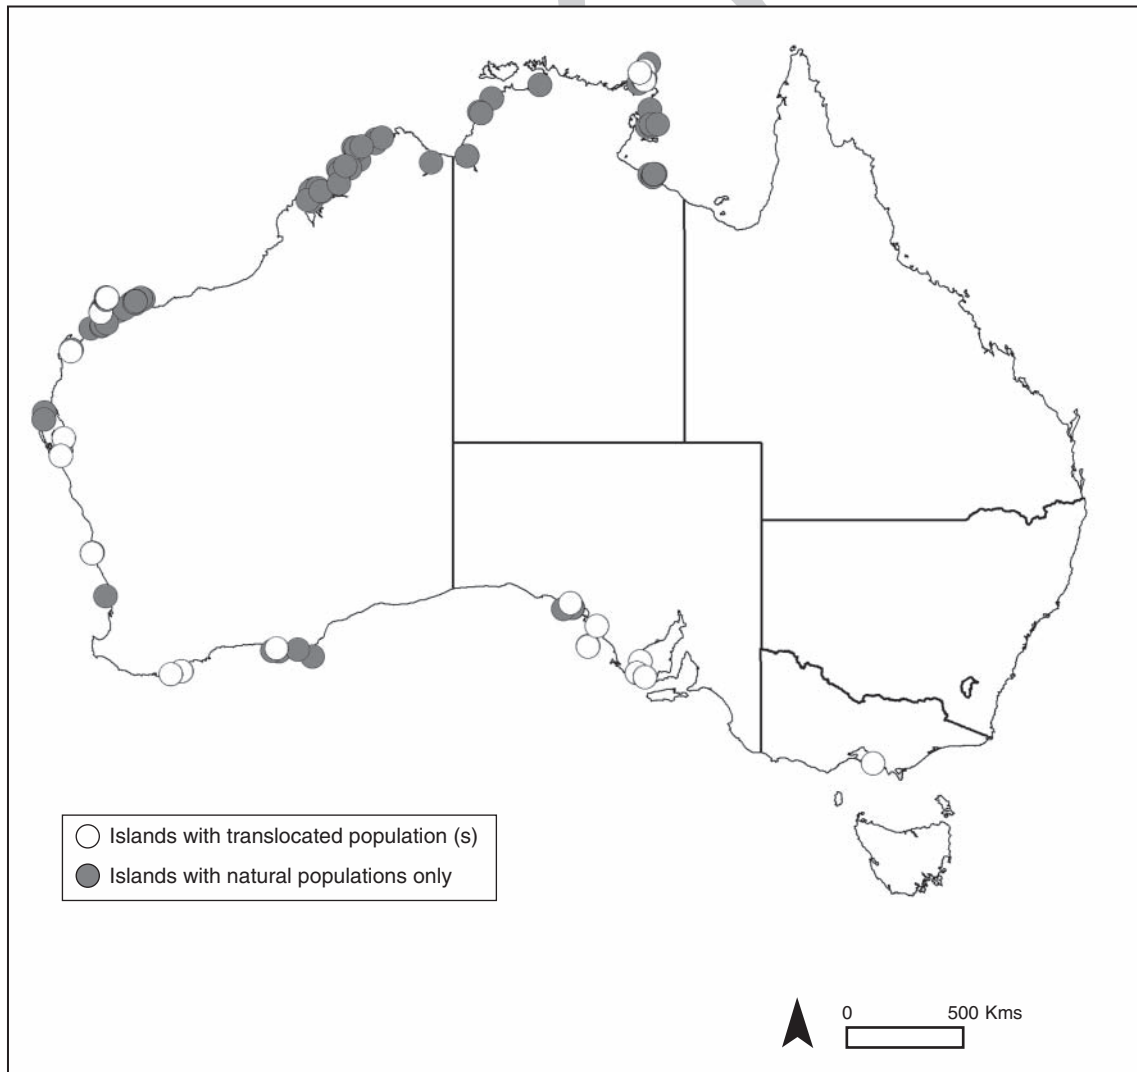 Islands with translocated population (s)
Islands with natural populations only
0 500 Kms